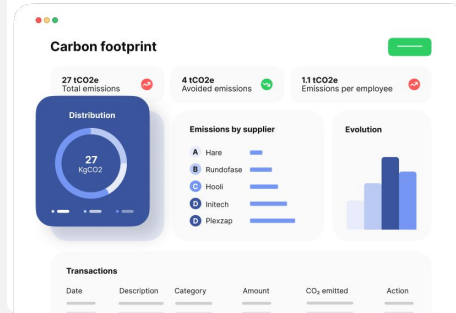 Carbon footprint
27 tCO2e
Total emissions
4 tCO2e
Avoided emissions
1.1 tCO2e
Emissions per employee
Distribution
27
KgCO2
Emissions by supplier
A Hare
B Rundofase
C Hooli
D Initech
D Plexzap
Evolution
Transactions
Date Description Category Amount CO₂ emitted Action